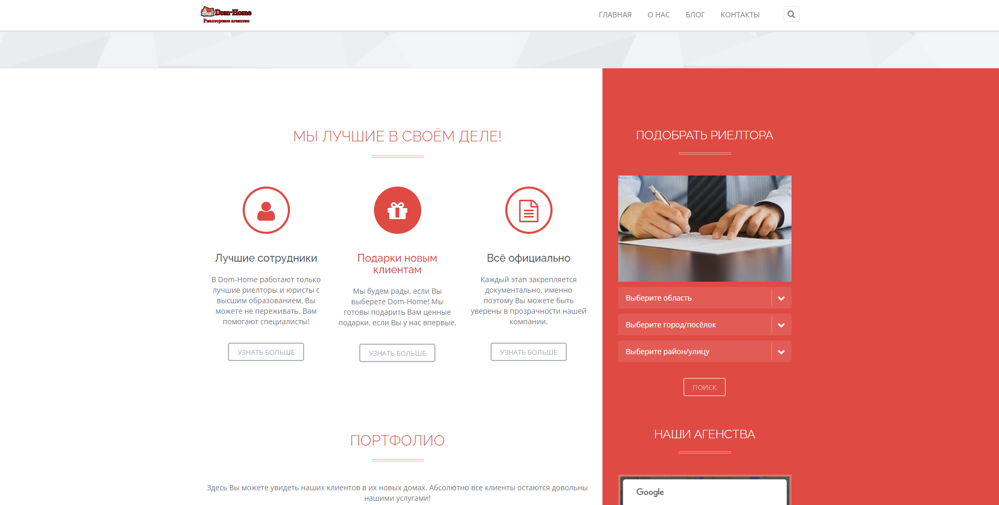 Dom-Home
Риелторское агенство
ГЛАВНАЯ
О НАС
БЛОГ
КОНТАКТЫ
МЫ ЛУЧШИЕ В СВОЁМ ДЕЛЕ!
Лучшие сотрудники
В Dom-Home работают только
лучшие риелторы и юристы с
высшим образованием, Вы
можете не переживать, Вам
помогают специалисты!
УЗНАТЬ БОЛЬШЕ
Подарки новым
клиентам
Мы будем рады, если Вы
выберете Dom-Home! Мы
готовы подарить Вам ценные
подарки, если Вы у нас впервые.
УЗНАТЬ БОЛЬШЕ
Всё официально
Каждый этап закрепляется
документально, именно
поэтому Вы можете быть
уверены в прозрачности нашей
компании.
УЗНАТЬ БОЛЬШЕ
ПОРТФОЛИО
Здесь Вы можете увидеть наших клиентов в их новых домах. Абсолютно все клиенты остаются довольны
нашими услугами!
ПОДОБРАТЬ РИЕЛТОРА
Выберите область
Выберите город/посёлок
Выберите район/улицу
ПОИСК
НАШИ АГЕНСТВА
Google